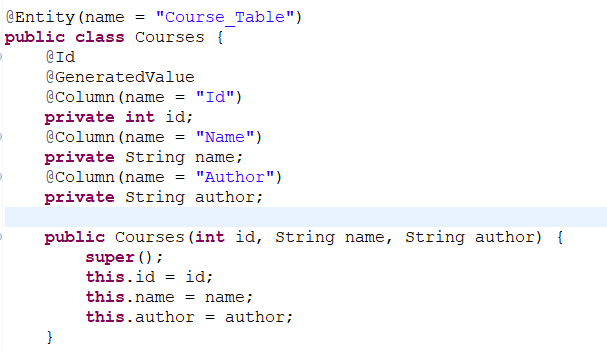 @Entity(name = "Course_Table")
public class Courses {
@Id
@GeneratedValue
@Column(name = "Id")
private int id;
@Column(name = "Name")
private String name;
@Column(name = "Author")
private String author;
public Courses(int id, String name, String author) {
super();
this.id = id;
this.name = name;
this.author = author;
}